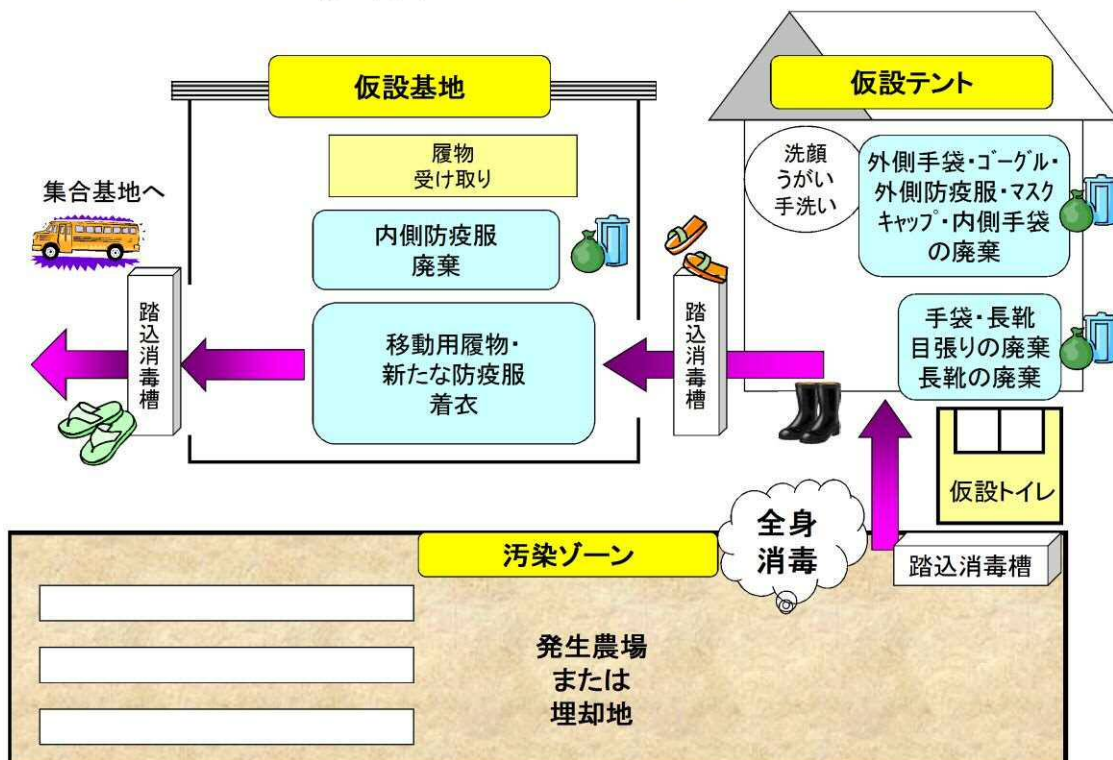 仮設基地
履物
受け取り
集合基地へ
内側防疫服
廃棄
踏込消毒槽
移動用履物・
新たな防疫服
着衣
踏込消毒槽
仮設テント
洗顔
うがい
手洗い
外側手袋・ｺﾞｰｸﾞﾙ・
外側防疫服・マスク
ｷｬｯﾌﾟ・内側手袋
の廃棄
手袋・長靴
目張りの廃棄
長靴の廃棄
仮設トイレ
全身
消毒
踏込消毒槽
汚染ゾーン
発生農場
または
埋却地